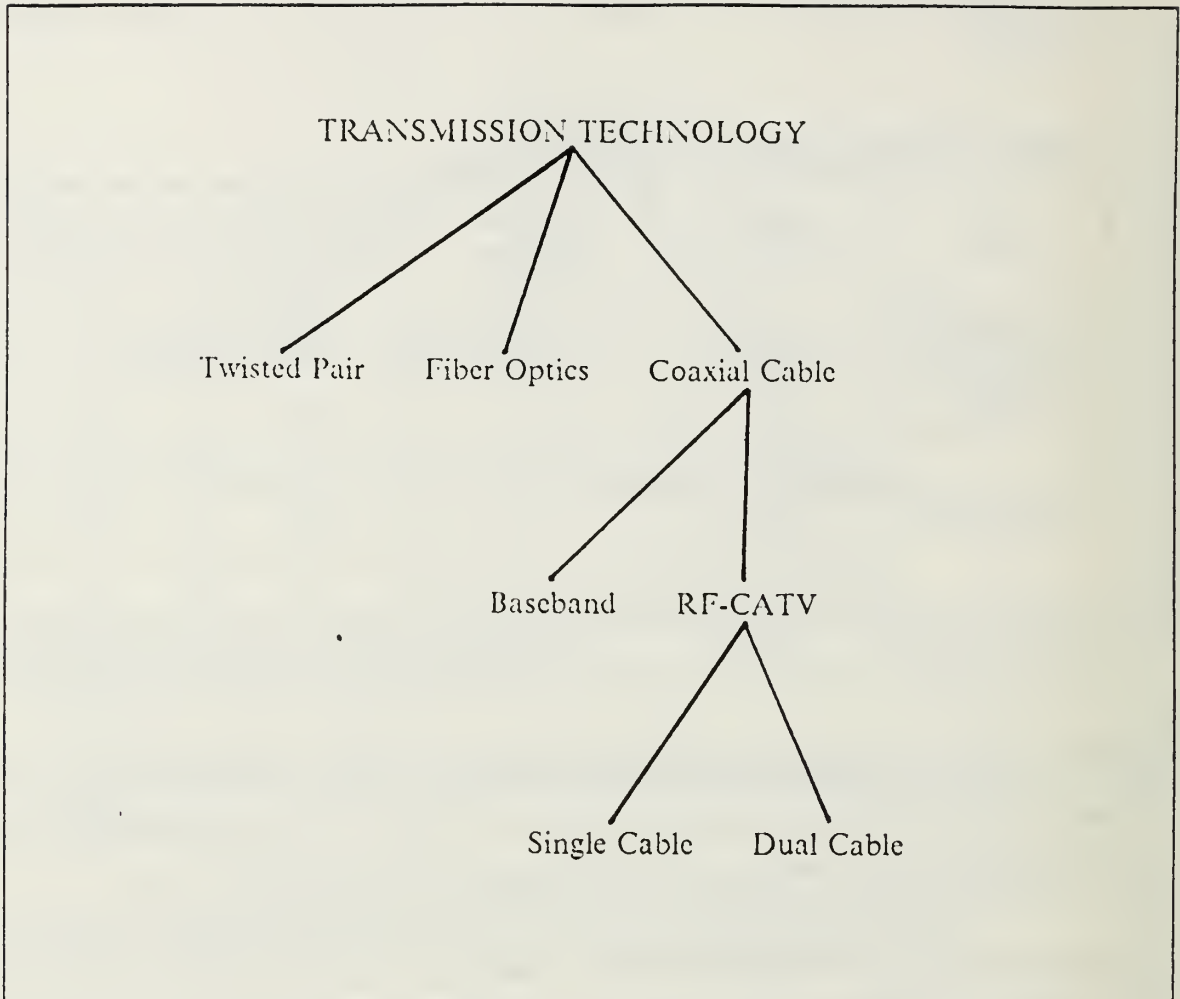 TRANSMISSION TECHNOLOGY
Twisted Pair Fiber Optics Coaxial Cable
Baseband RF-CATV
Single Cable Dual Cable